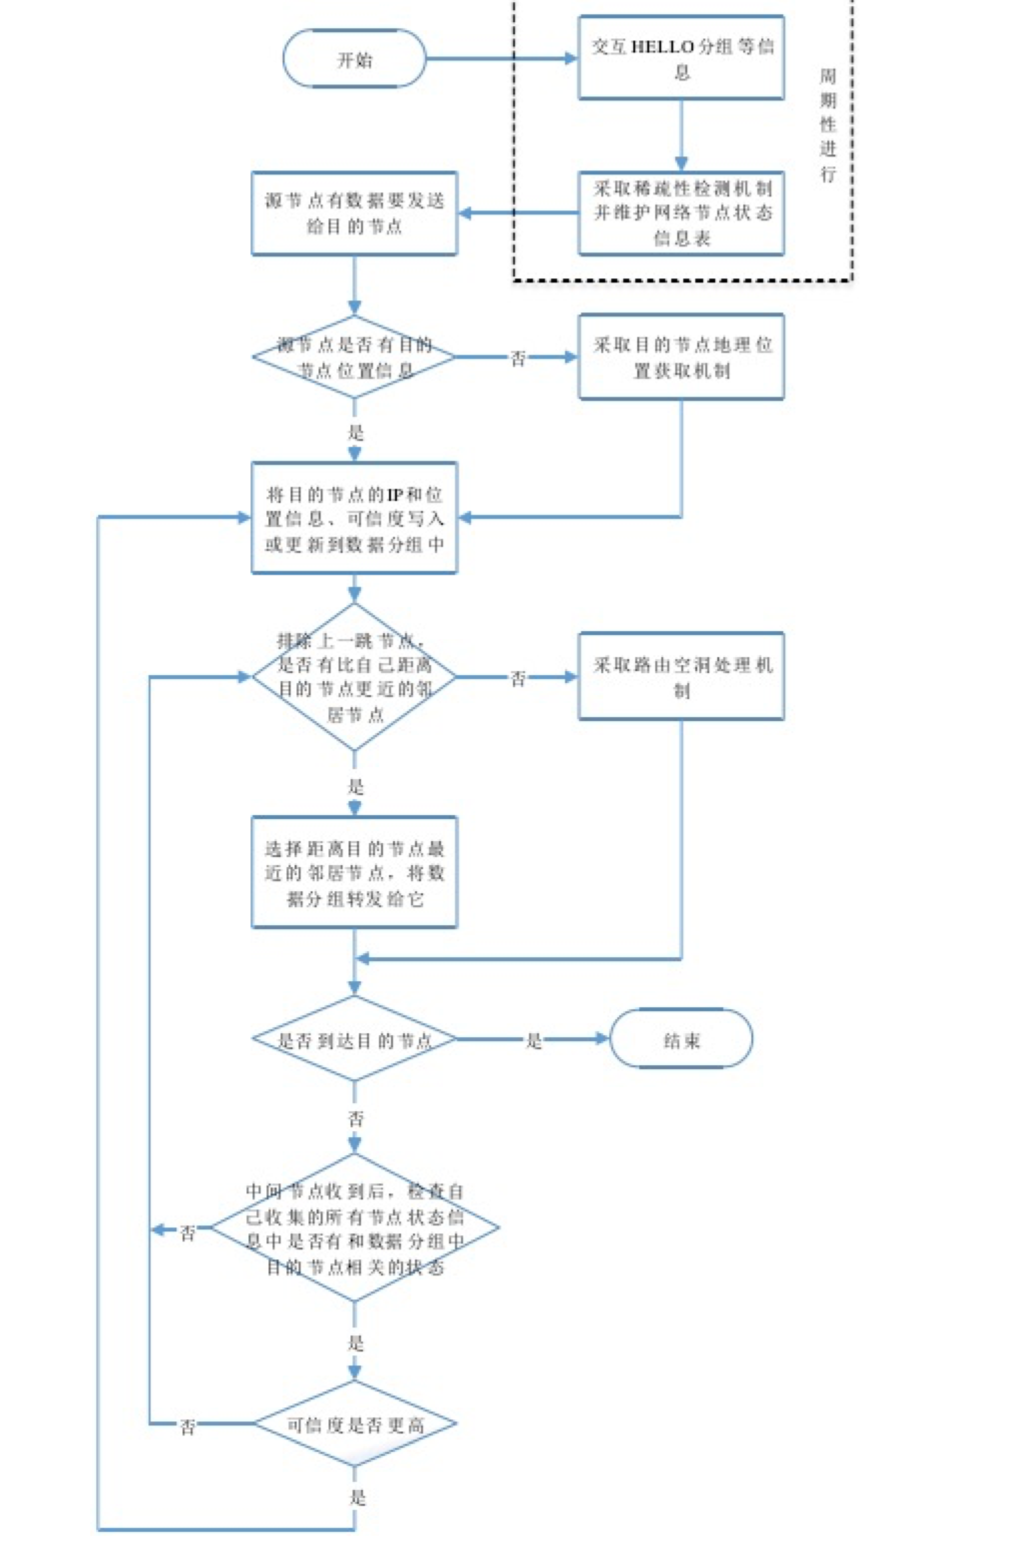 开始
交互HELLO分组等信
息
周
期
性
进
行
采取稀疏性检测机制
并维护网络节点状态
信息表
源节点有数据要发送
给目的节点
源节点是否有目的
节点位置信息
否
采取目的节点地理位
置获取机制
是
将目的节点的IP和位
置信息、可信度写入
或更新到数据分组中
排除上一跳节点，
是否有比自己距离
目的节点更近的邻
居节点
否
采取路由空洞处理机
制
是
选择距离目的节点最
近的邻居节点，将数
据分组转发给它
是否到达目的节点
是
结束
否
中间节点收到后，检查自
己收集的所有节点状态信
息中是否有和数据分组中
目的节点相关的状态
否
是
可信度是否更高
否
是